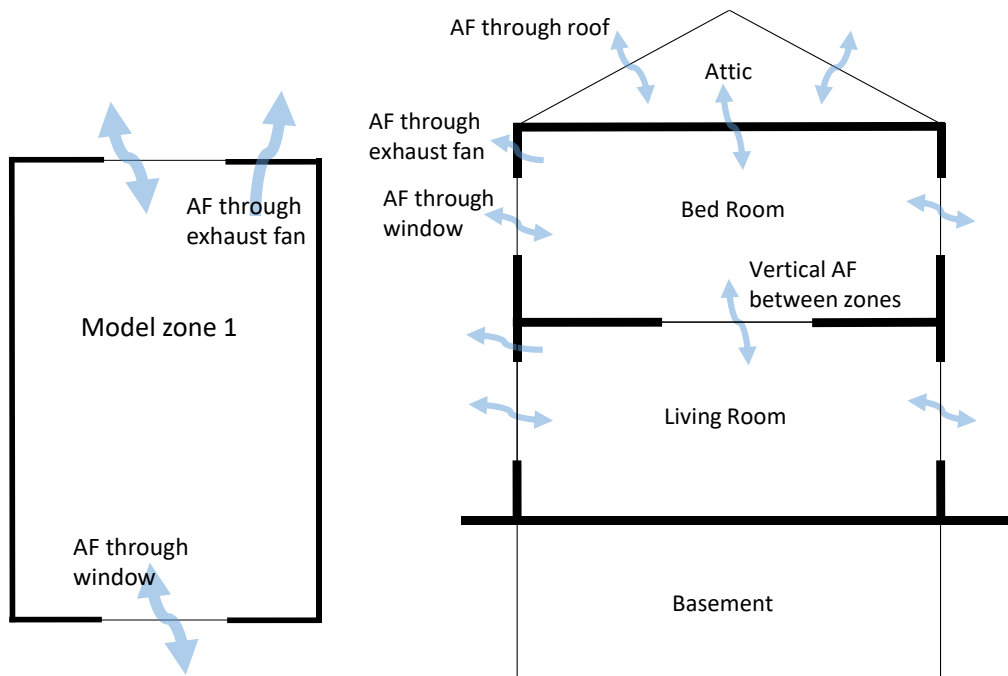 AF through
exhaust fan
Model zone 1
AF through
window
AF through roof
Attic
AF through
exhaust fan
AF through
window
Bed Room
Vertical AF
between zones
Living Room
Basement